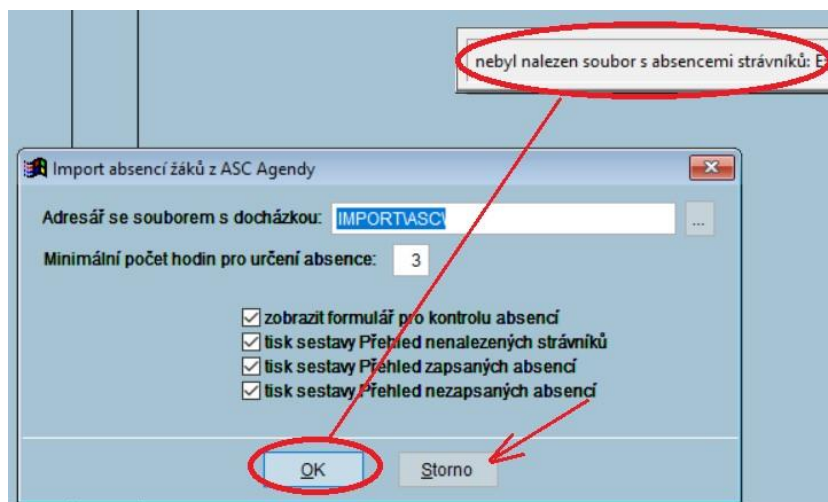 nebyl nalezen soubor s absencemi strávníků:
Import absencí žáků z ASC Agendy
Adresář se souborem s docházkou: IMPORT\ASC\ ...
Minimální počet hodin pro určení absence: 3
zobrazit formulář pro kontrolu absencí
tisk sestavy Přehled nenalezených strávníků
tisk sestavy Přehled zapsaných absencí
tisk sestavy Přehled nezapsaných absencí
OK Storno